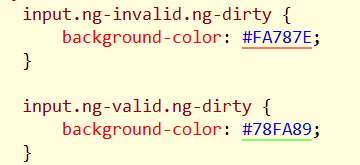 input.ng-invalid.ng-dirty {
    background-color: #FA787E;
}
input.ng-valid.ng-dirty {
    background-color: #78FA89;
}